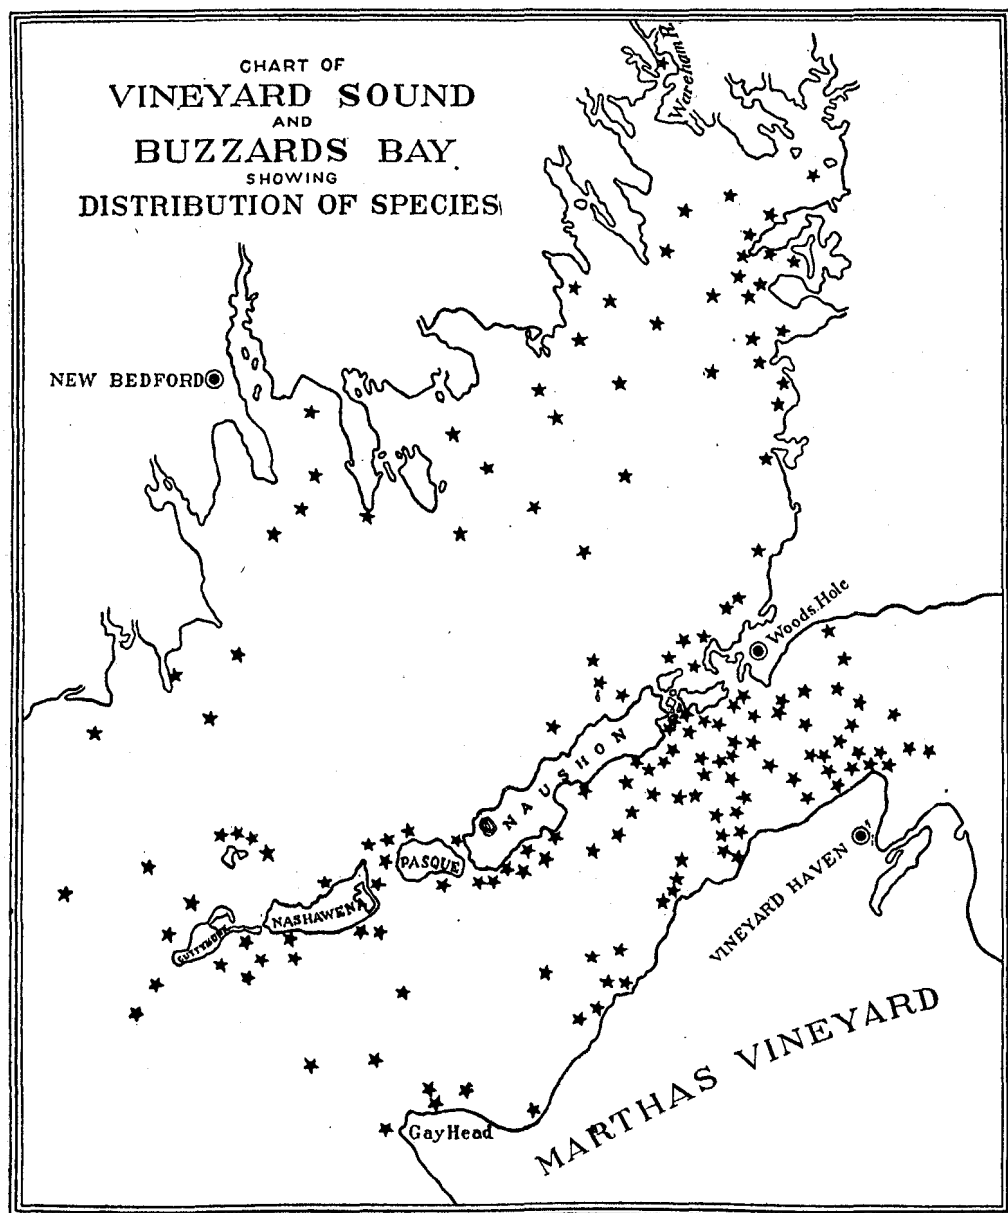 CHART OF
VINEYARD SOUND
AND
BUZZARDS BAY.
SHOWING
DISTRIBUTION OF SPECIES
Wareham R.
NEW BEDFORD
Woods Hole
NAUSHON
PASQUE
NASHAWENA
CUTTYHUNK
VINEYARD HAVEN
MARTHAS VINEYARD
Gay Head